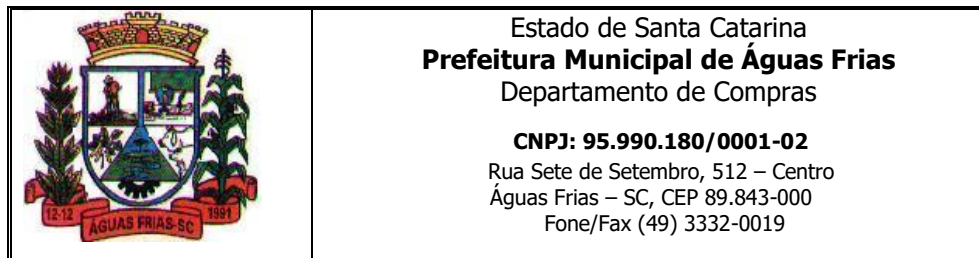 Estado de Santa Catarina
Prefeitura Municipal de Águas Frias
Departamento de Compras
CNPJ: 95.990.180/0001-02
Rua Sete de Setembro, 512 – Centro
Águas Frias – SC, CEP 89.843-000
Fone/Fax (49) 3332-0019
12-12
ÁGUAS FRIAS-SC
1991